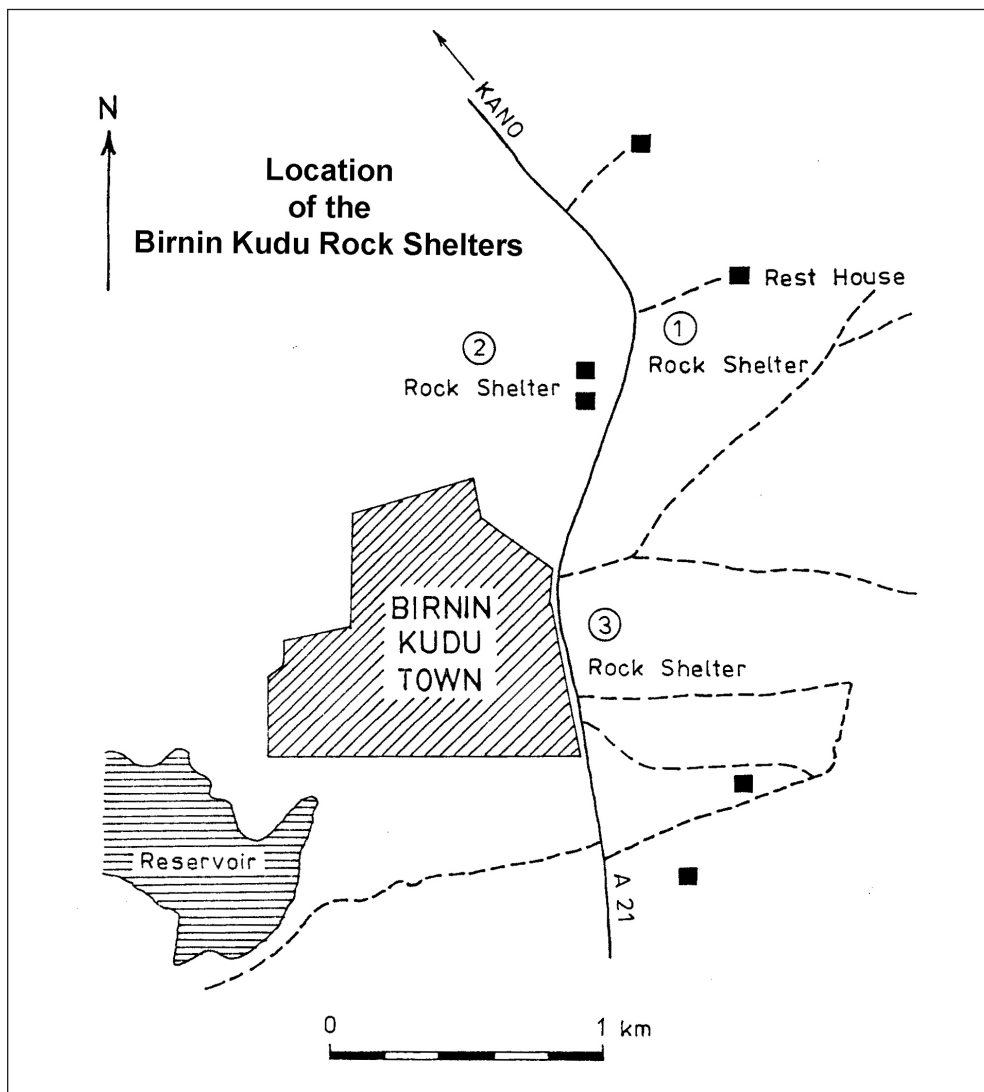 KANO
N
Location
of the
Birnin Kudu Rock Shelters
Rest House
1
Rock Shelter
2
Rock Shelter
BIRNIN
KUDU
TOWN
3
Rock Shelter
Reservoir
A 21
0 1 km